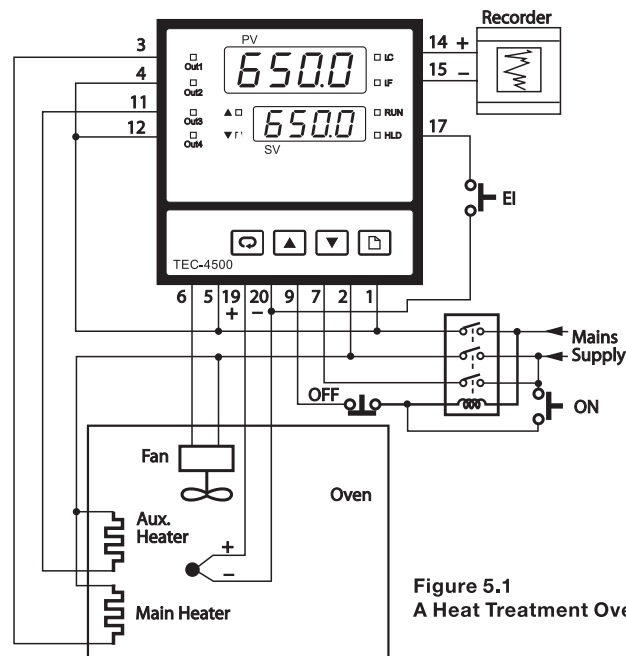 Recorder
3
4
11
12
PV
650.0
Out1
Out2
Out3
Out4
LC
LF
RUN
HLD
▲
▼
650.0
SV
14 +
15 –
17
EI
TEC-4500
6 5 19 20 9 7 2 1
+ –
Mains
Supply
OFF
ON
Fan
Oven
Aux.
Heater
+
–
Main Heater
Figure 5.1
A Heat Treatment Ove